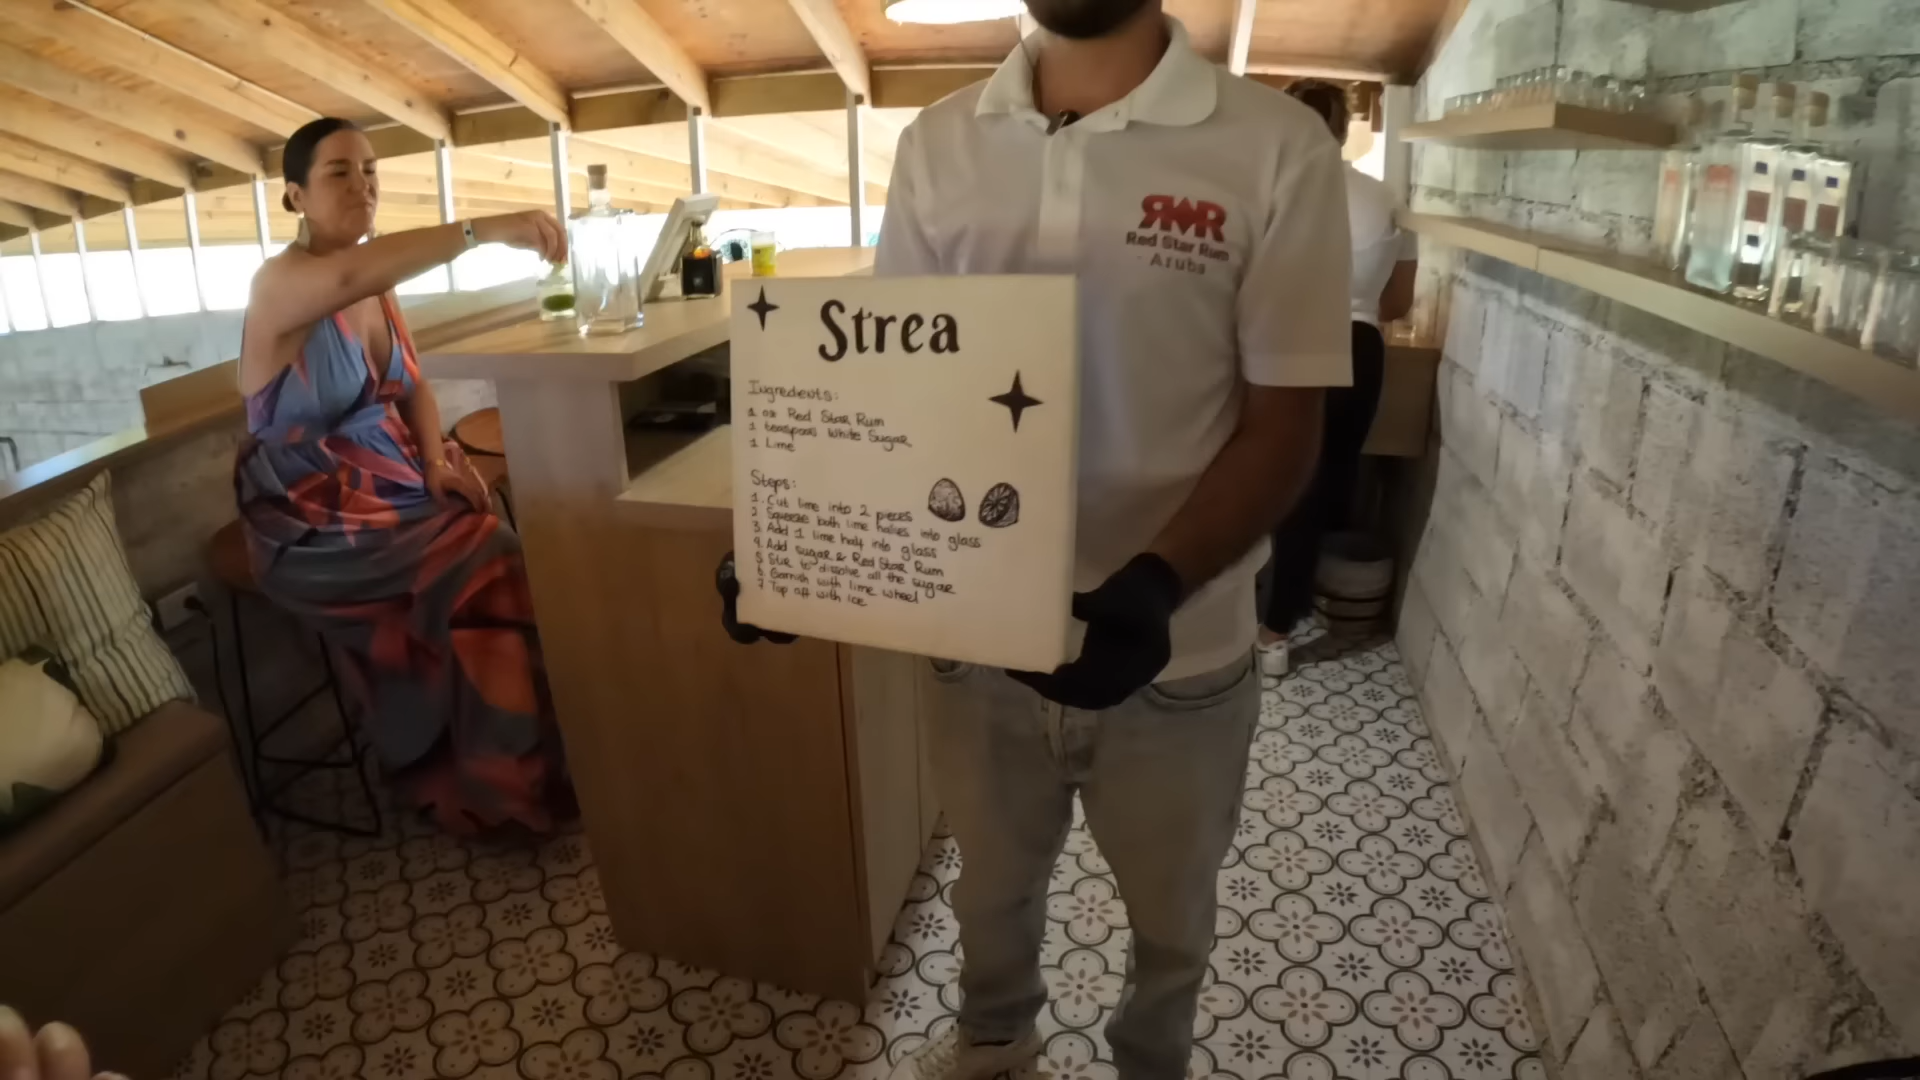 RR
Red Star Rum
Aruba
Strea
Ingredients:
1 oz Red Star Rum
1 teaspoon White Sugar
1 Lime
Steps:
1. Cut lime into 2 pieces
2. Squeeze both lime halves into glass
3. Add 1 lime half into glass
4. Add sugar & Red Star Rum
5. Stir to dissolve all the sugar
6. Garnish with lime wheel
7. Top off with ice